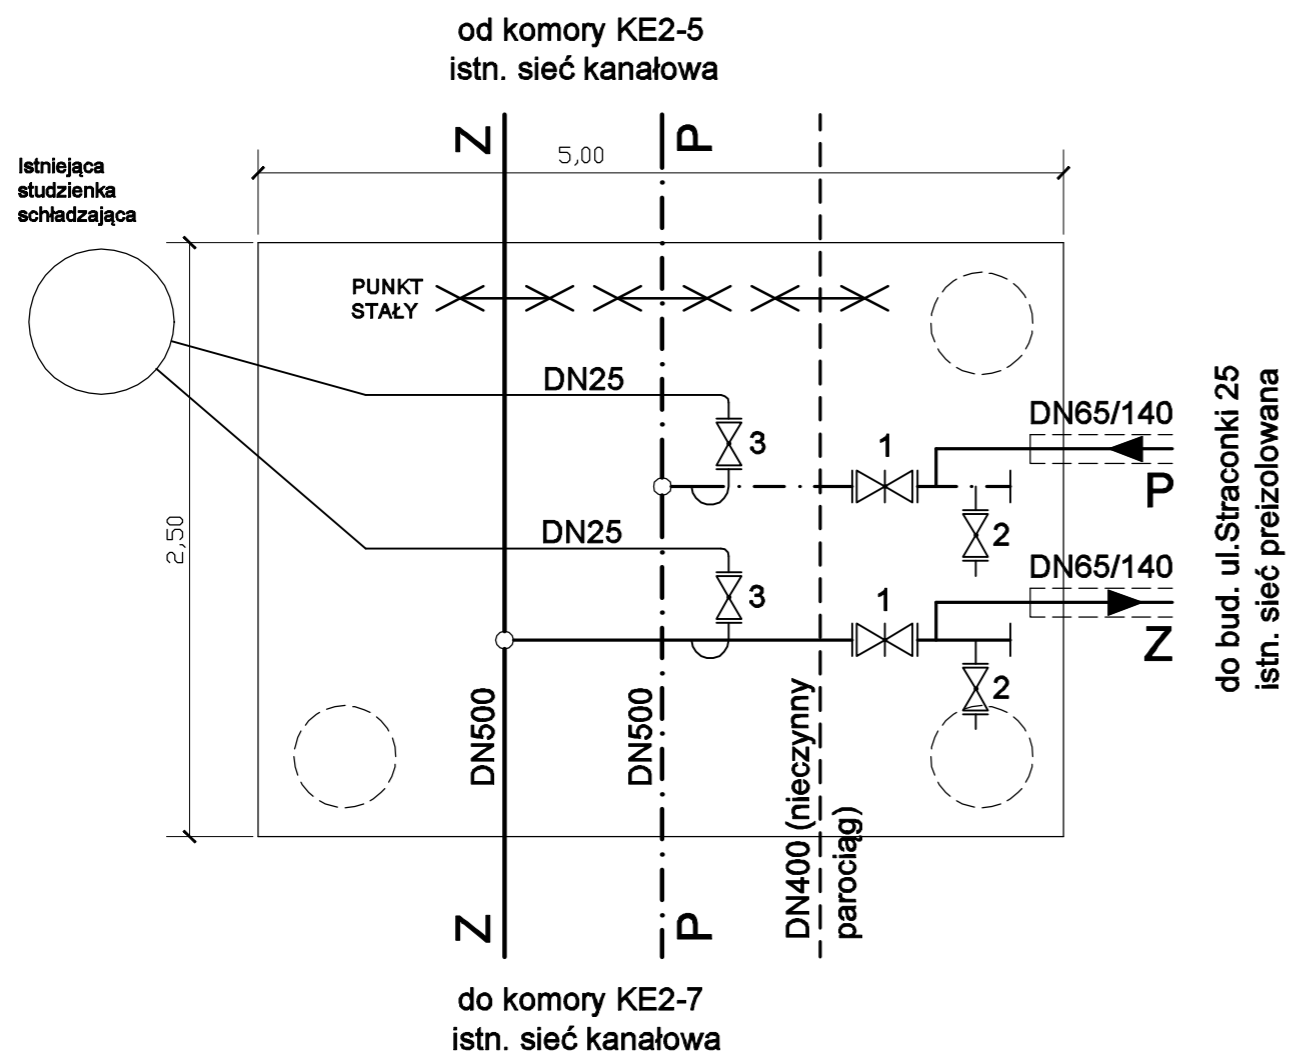 od komory KE2-5
istn. sieć kanałowa
Z
P
5,00
Istniejąca
studzienka
schładzająca
PUNKT
STAŁY
DN25
3
1
DN65/140
P
2
DN25
3
1
DN65/140
Z
2
2,50
do bud. ul.Straconki 25
istn. sieć preizolowana
DN500
DN500
DN400 (nieczynny
parociąg)
Z
P
do komory KE2-7
istn. sieć kanałowa